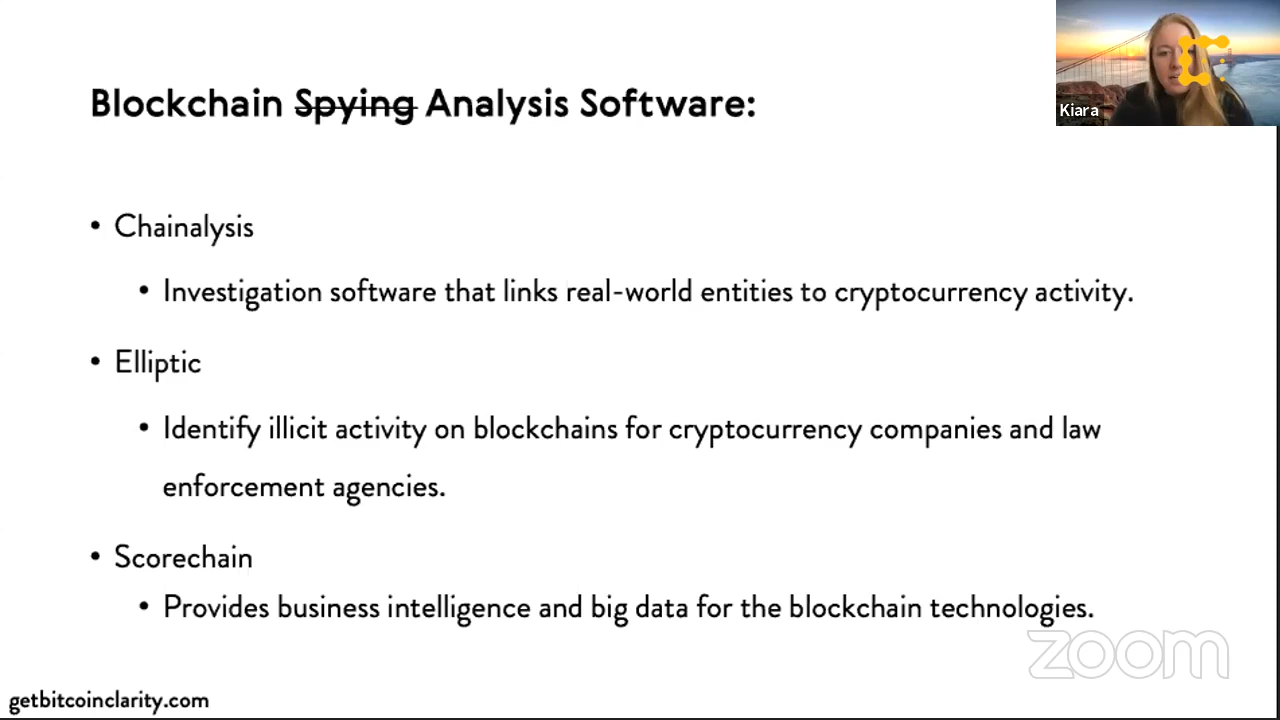 Blockchain Spying Analysis Software:
Kiara
• Chainalysis
• Investigation software that links real-world entities to cryptocurrency activity.
• Elliptic
• Identify illicit activity on blockchains for cryptocurrency companies and law
enforcement agencies.
• Scorechain
• Provides business intelligence and big data for the blockchain technologies.
zoom
getbitcoinclarity.com